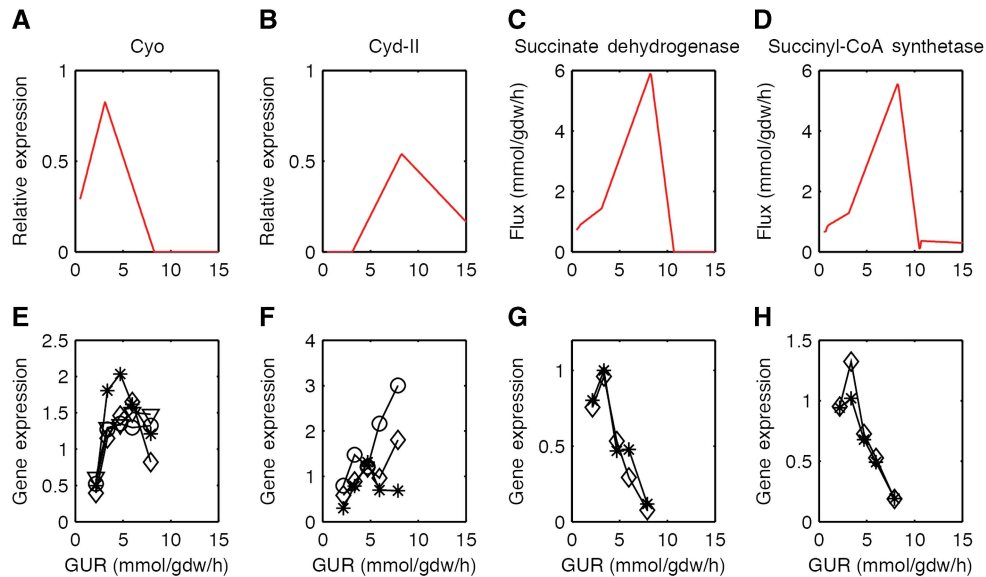 A
Cyo
Relative expression
1
0.5
0
0 5 10 15
B
Cyd-II
Relative expression
1
0.5
0
0 5 10 15
C
Succinate dehydrogenase
Flux (mmol/gdw/h)
6
4
2
0
0 5 10 15
D
Succinyl-CoA synthetase
Flux (mmol/gdw/h)
6
4
2
0
0 5 10 15
E
Gene expression
2.5
2
1.5
1
0.5
0
0 5 10 15
GUR (mmol/gdw/h)
F
Gene expression
4
3
2
1
0
0 5 10 15
GUR (mmol/gdw/h)
G
Gene expression
1
0.5
0
0 5 10 15
GUR (mmol/gdw/h)
H
Gene expression
1.5
1
0.5
0
0 5 10 15
GUR (mmol/gdw/h)